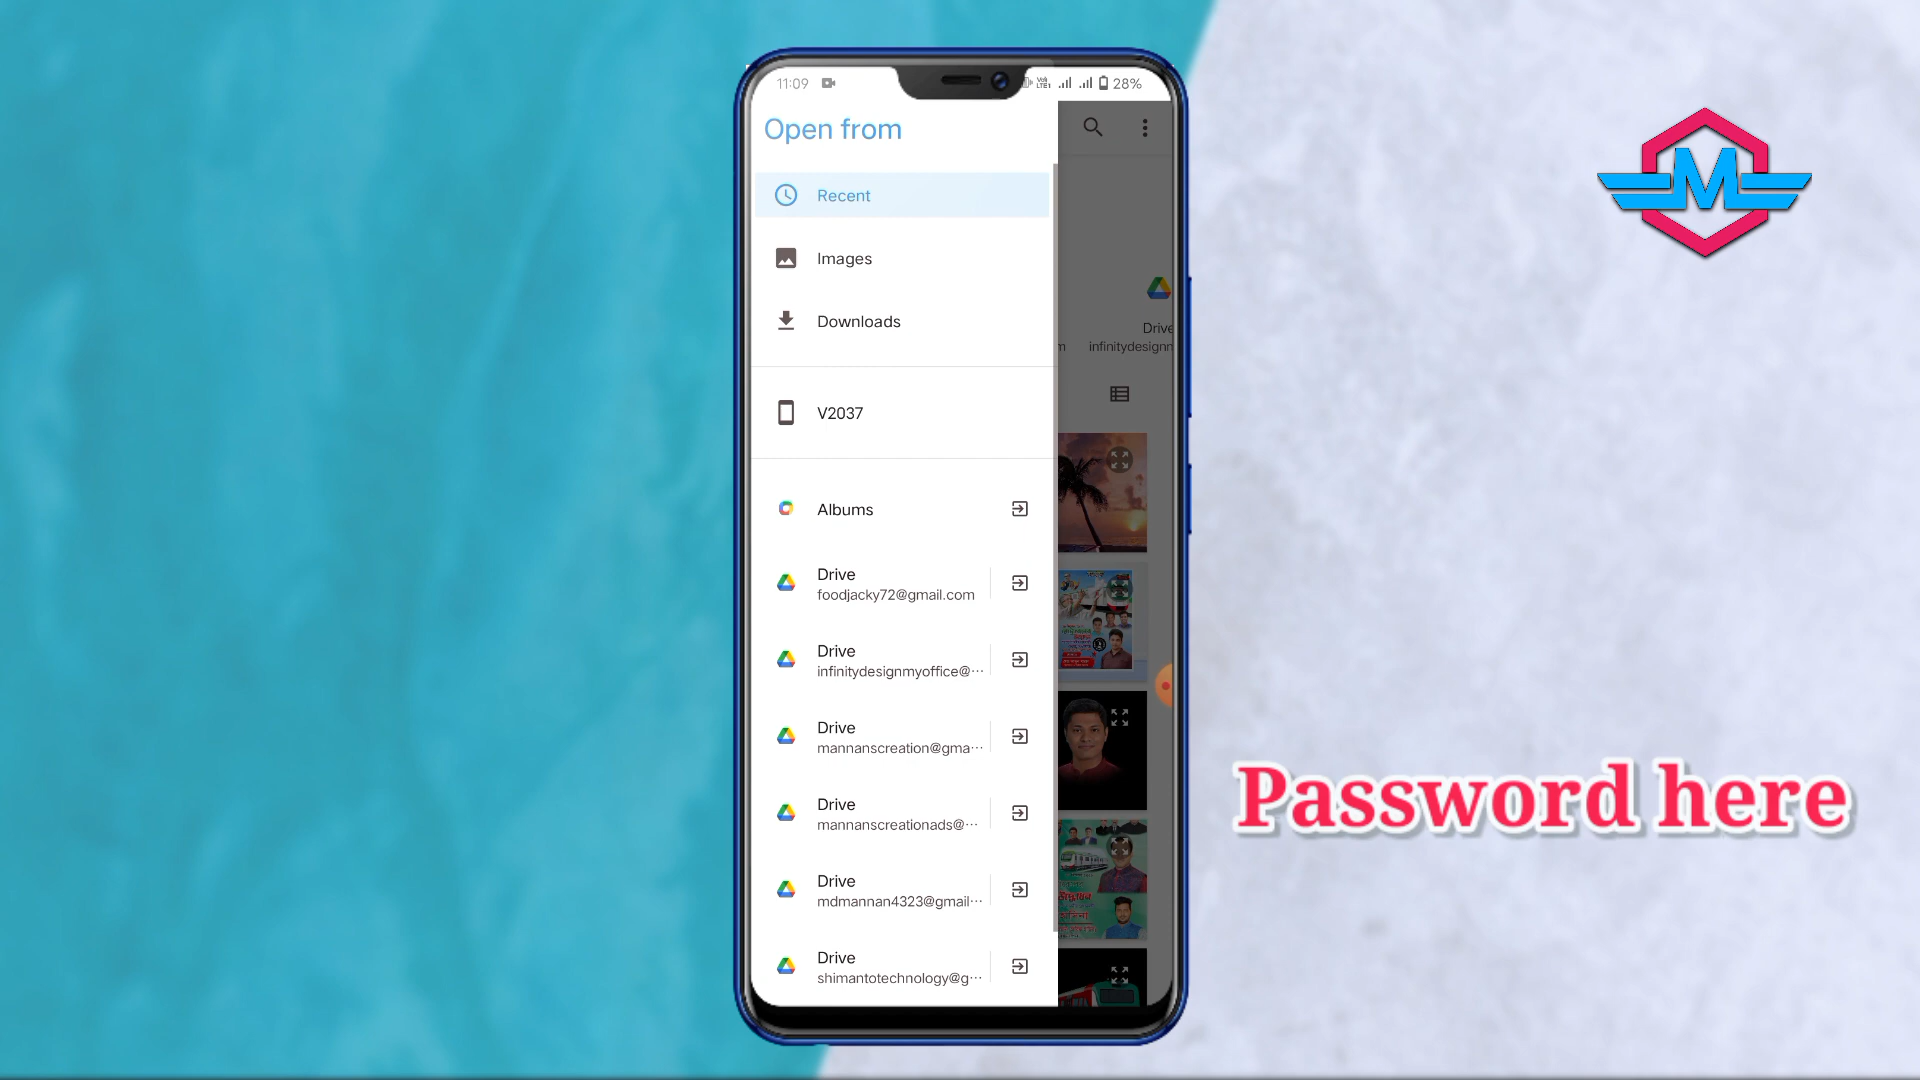 11:09
28%
Open from
Recent
Images
Downloads
V2037
Albums
Drive
foodjacky72@gmail.com
Drive
infinitydesignmyoffice@···
Drive
mannanscreation@gma···
Drive
mannanscreationads@···
Drive
mdmannan4323@gmail···
Drive
shimantotechnology@g···
Drive
infinitydesignm
M
Password here